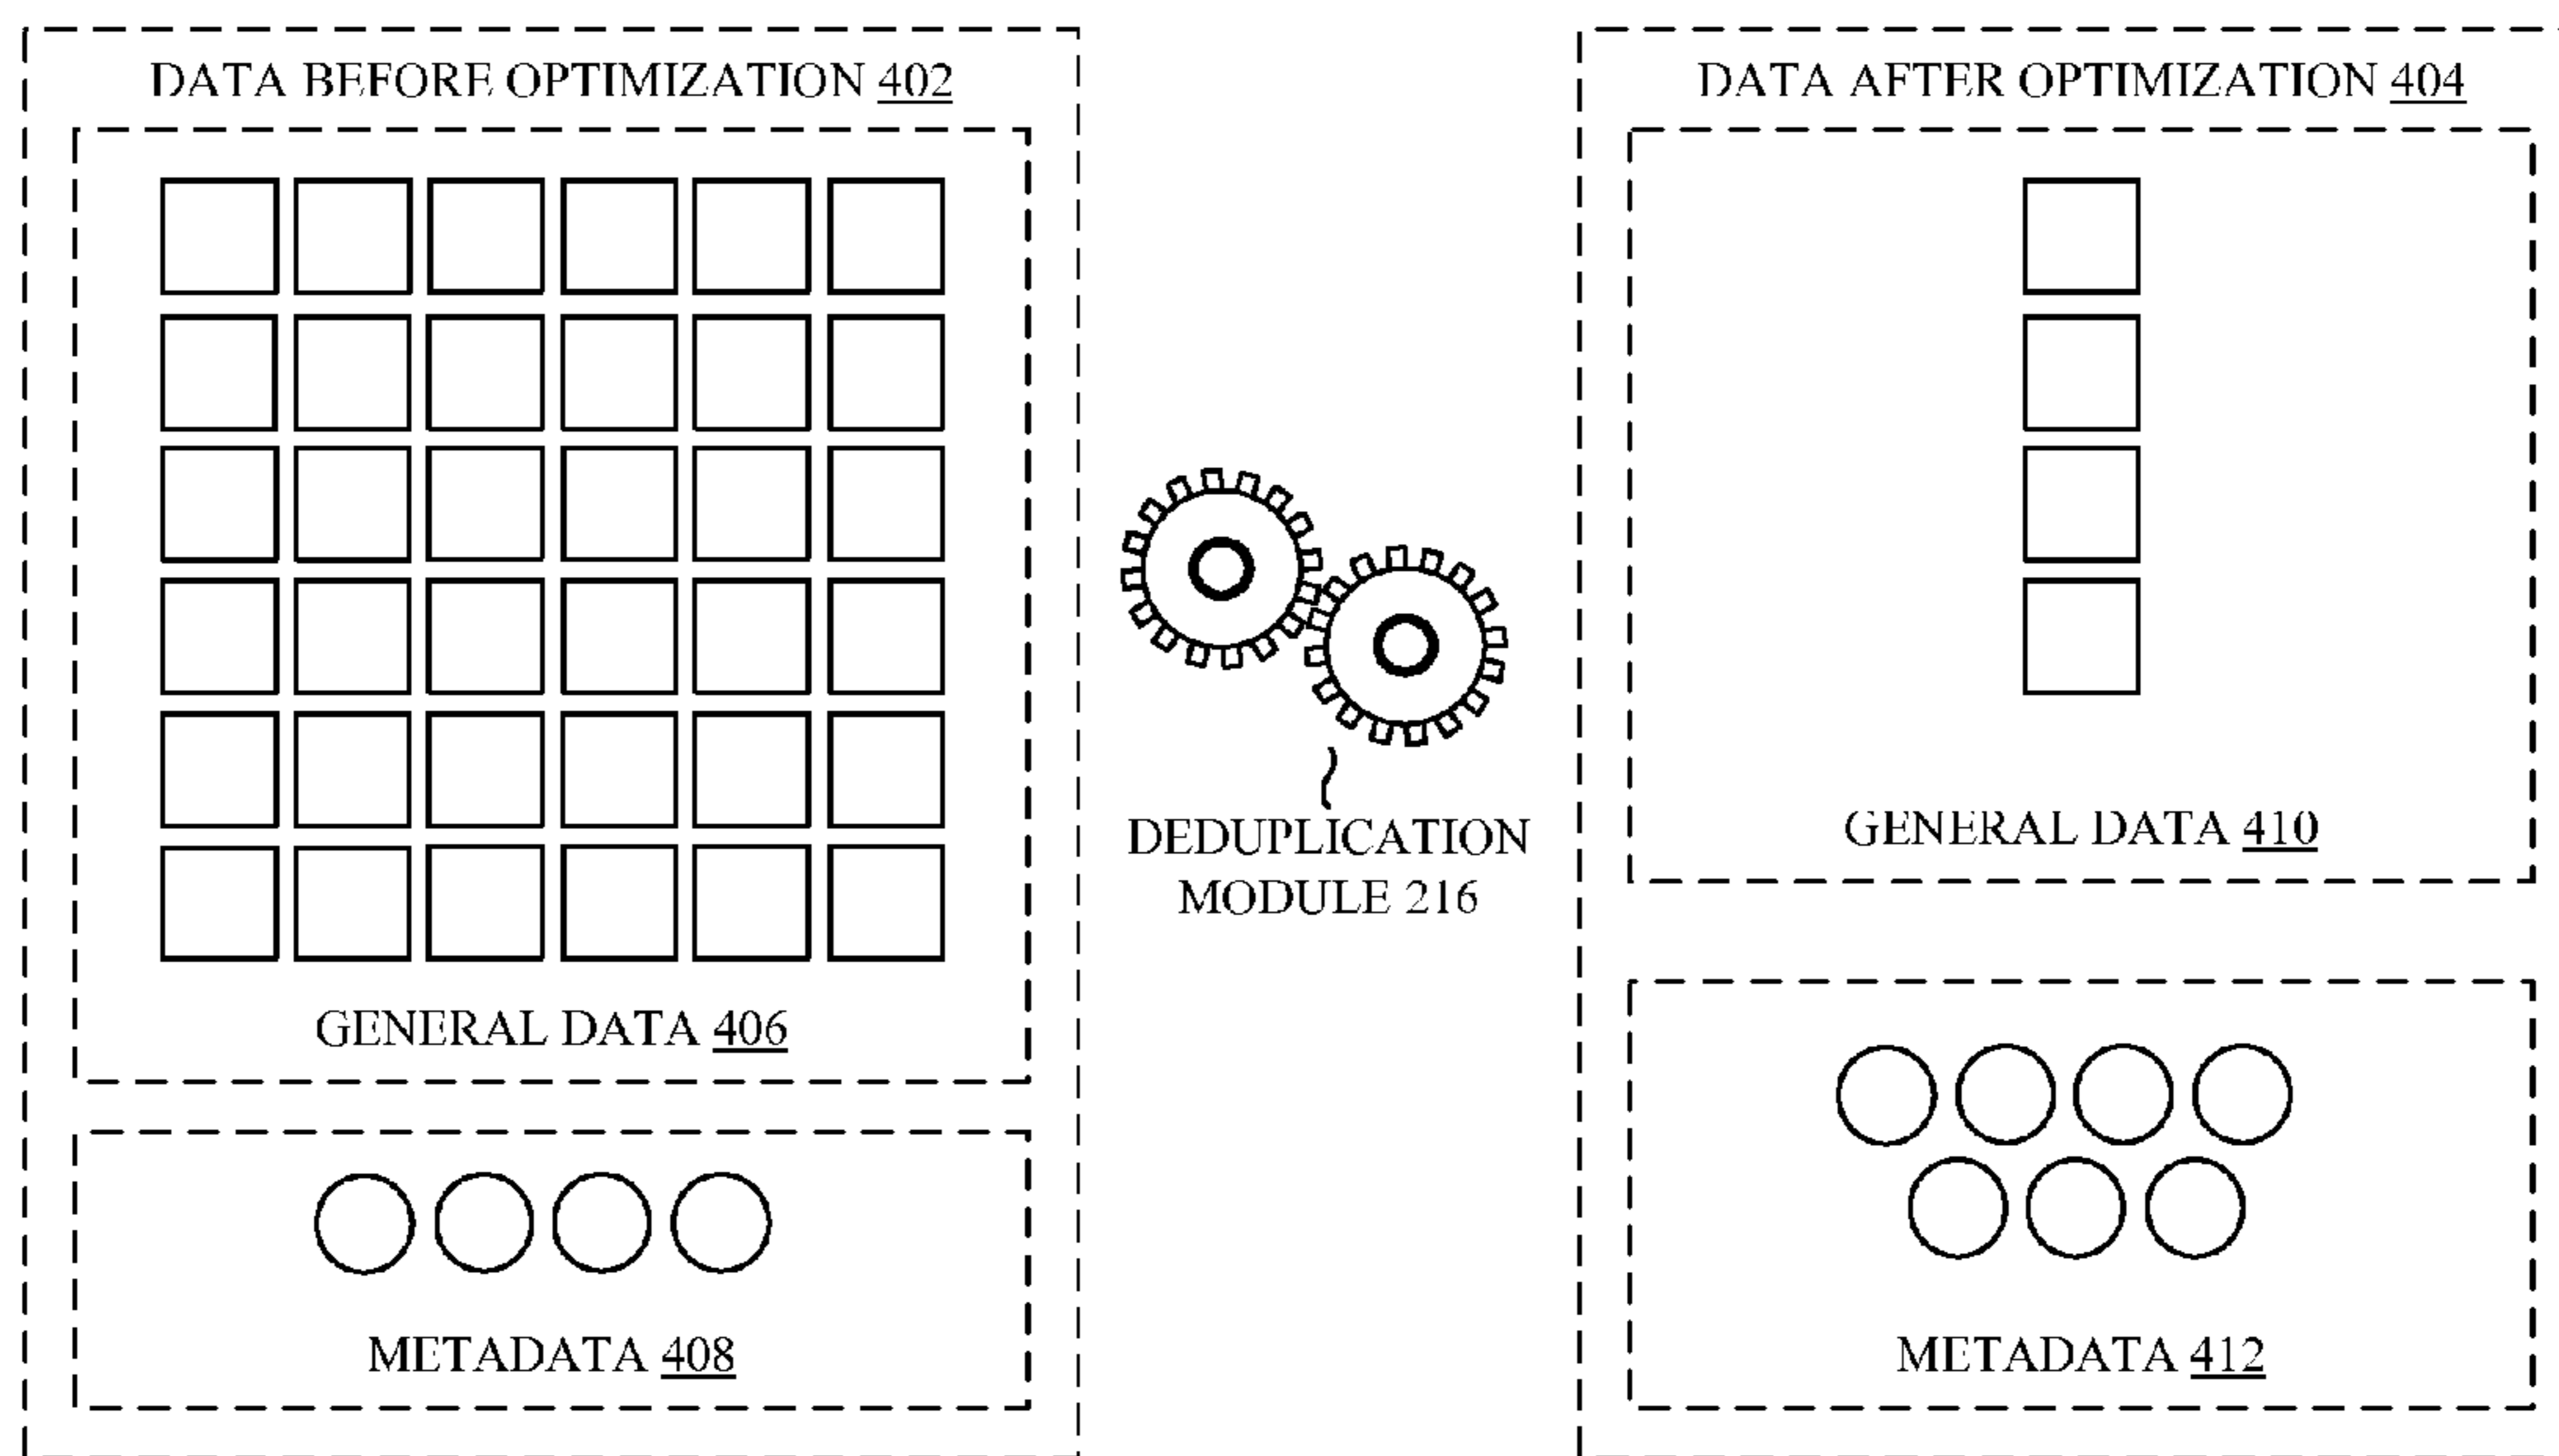 DATA BEFORE OPTIMIZATION 402
GENERAL DATA 406
METADATA 408
DEDUPLICATION
MODULE 216
DATA AFTER OPTIMIZATION 404
GENERAL DATA 410
METADATA 412